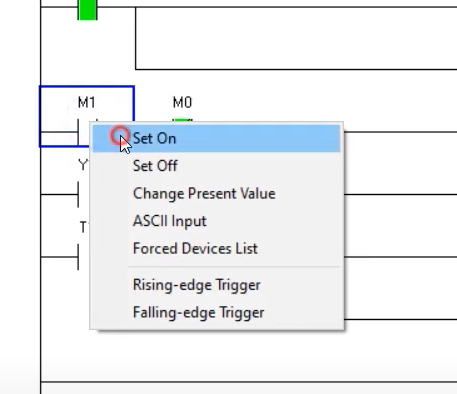 M1 M0
Set On
Y
Set Off
Change Present Value
T
ASCII Input
Forced Devices List
Rising-edge Trigger
Falling-edge Trigger